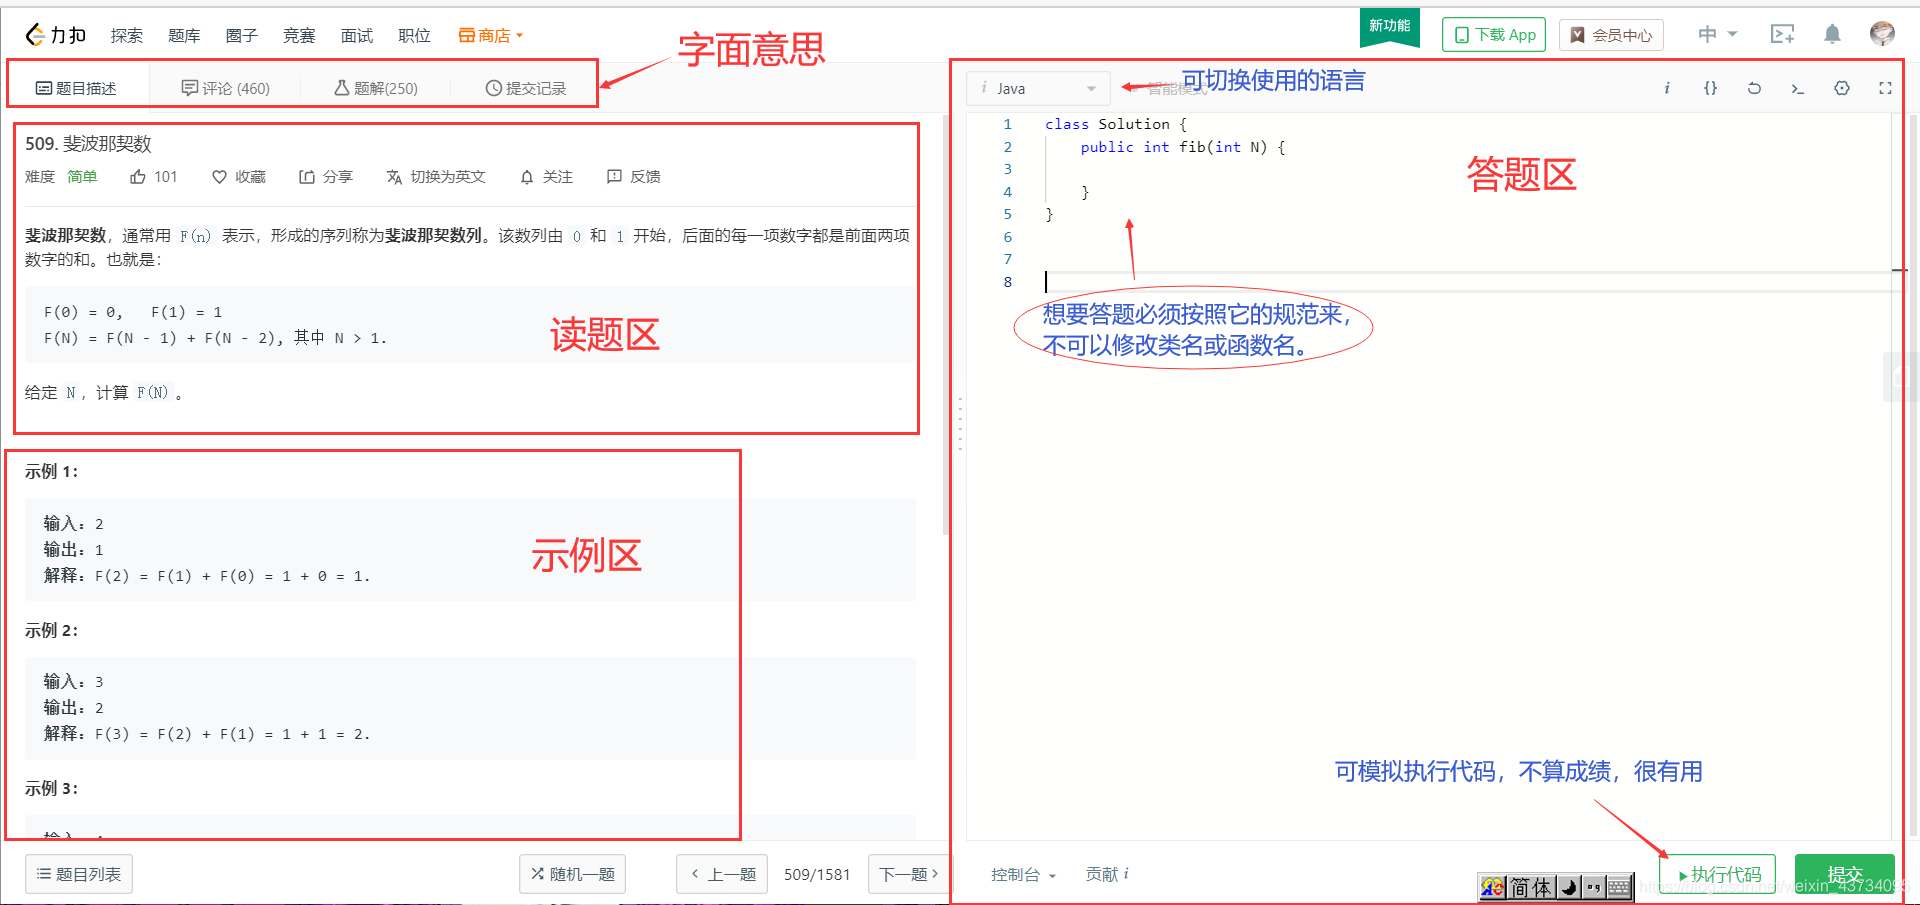 力扣 探索 题库 圈子 竞赛 面试 职位 商店 新功能 下载 App 会员中心 中
字面意思
题目描述 评论 (460) 题解(250) 提交记录
i Java 可切换使用的语言 智能模式 i {}
509. 斐波那契数
难度 简单 101 收藏 分享 切换为英文 关注 反馈
斐波那契数，通常用 F(n) 表示，形成的序列称为斐波那契数列。该数列由 0 和 1 开始，后面的每一项数字都是前面两项
数字的和。也就是：
F(0) = 0,   F(1) = 1
F(N) = F(N - 1) + F(N - 2), 其中 N > 1.
读题区
给定 N，计算 F(N)。
示例 1：
输入：2
输出：1
解释：F(2) = F(1) + F(0) = 1 + 0 = 1.
示例区
示例 2：
输入：3
输出：2
解释：F(3) = F(2) + F(1) = 1 + 1 = 2.
示例 3：
题目列表 随机一题 上一题 509/1581 下一题
1 class Solution {
2     public int fib(int N) {
3
4     }
5 }
6
7
8
答题区
想要答题必须按照它的规范来，
不可以修改类名或函数名。
可模拟执行代码，不算成绩，很有用
控制台 贡献 i 简体 执行代码 提交